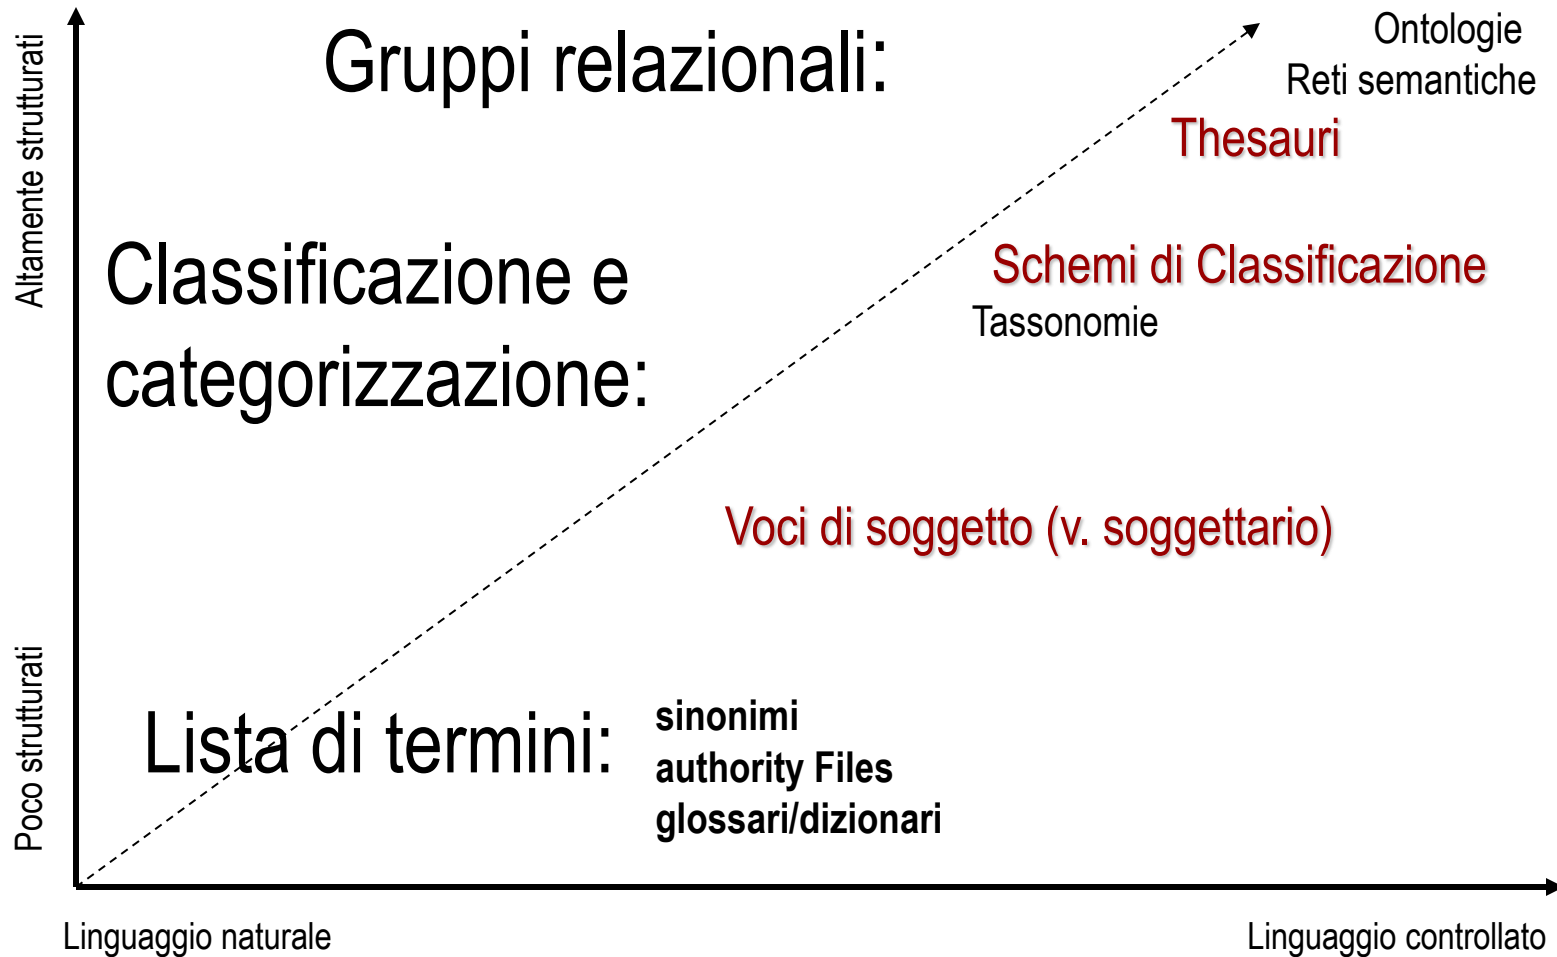 Altamente strutturati
Gruppi relazionali:
Ontologie
Reti semantiche
Thesauri
Classificazione e
categorizzazione:
Schemi di Classificazione
Tassonomie
Voci di soggetto (v. soggettario)
Poco strutturati
Lista di termini:
sinonimi
authority Files
glossari/dizionari
Linguaggio naturale
Linguaggio controllato